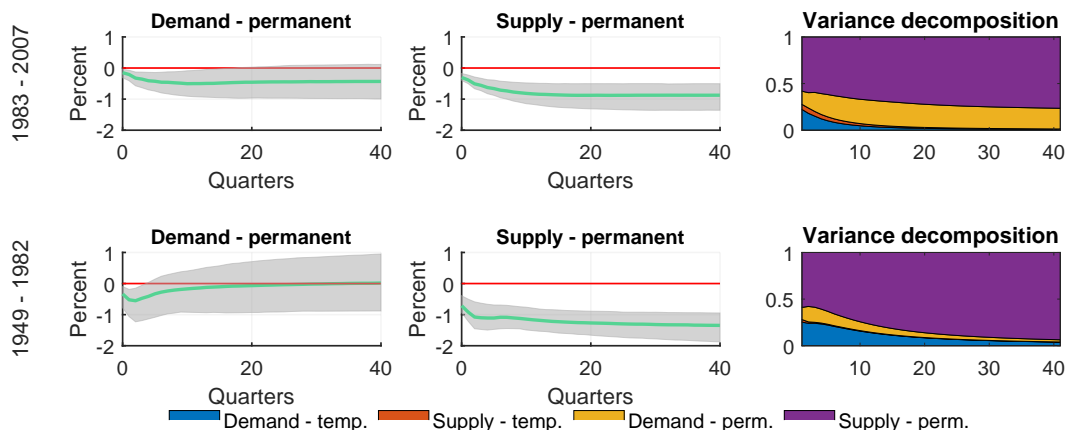 1983 - 2007
Demand - permanent
Percent
1
0
-1
-2
0
20
40
Quarters
Supply - permanent
Percent
1
0
-1
-2
0
20
40
Quarters
Variance decomposition
1
0.5
0
10
20
30
40
1949 - 1982
Demand - permanent
Percent
1
0
-1
-2
0
20
40
Quarters
Supply - permanent
Percent
1
0
-1
-2
0
20
40
Quarters
Variance decomposition
1
0.5
0
10
20
30
40
Demand - temp. Supply - temp. Demand - perm. Supply - perm.